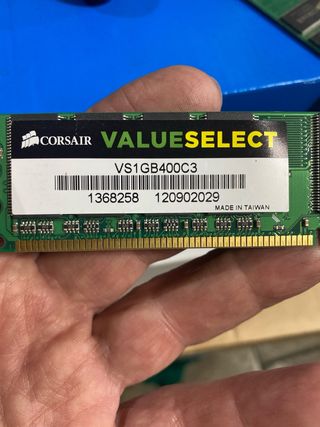 CORSAIR VALUESELECT
VS1GB400C3
1368258 120902029
MADE IN TAIWAN